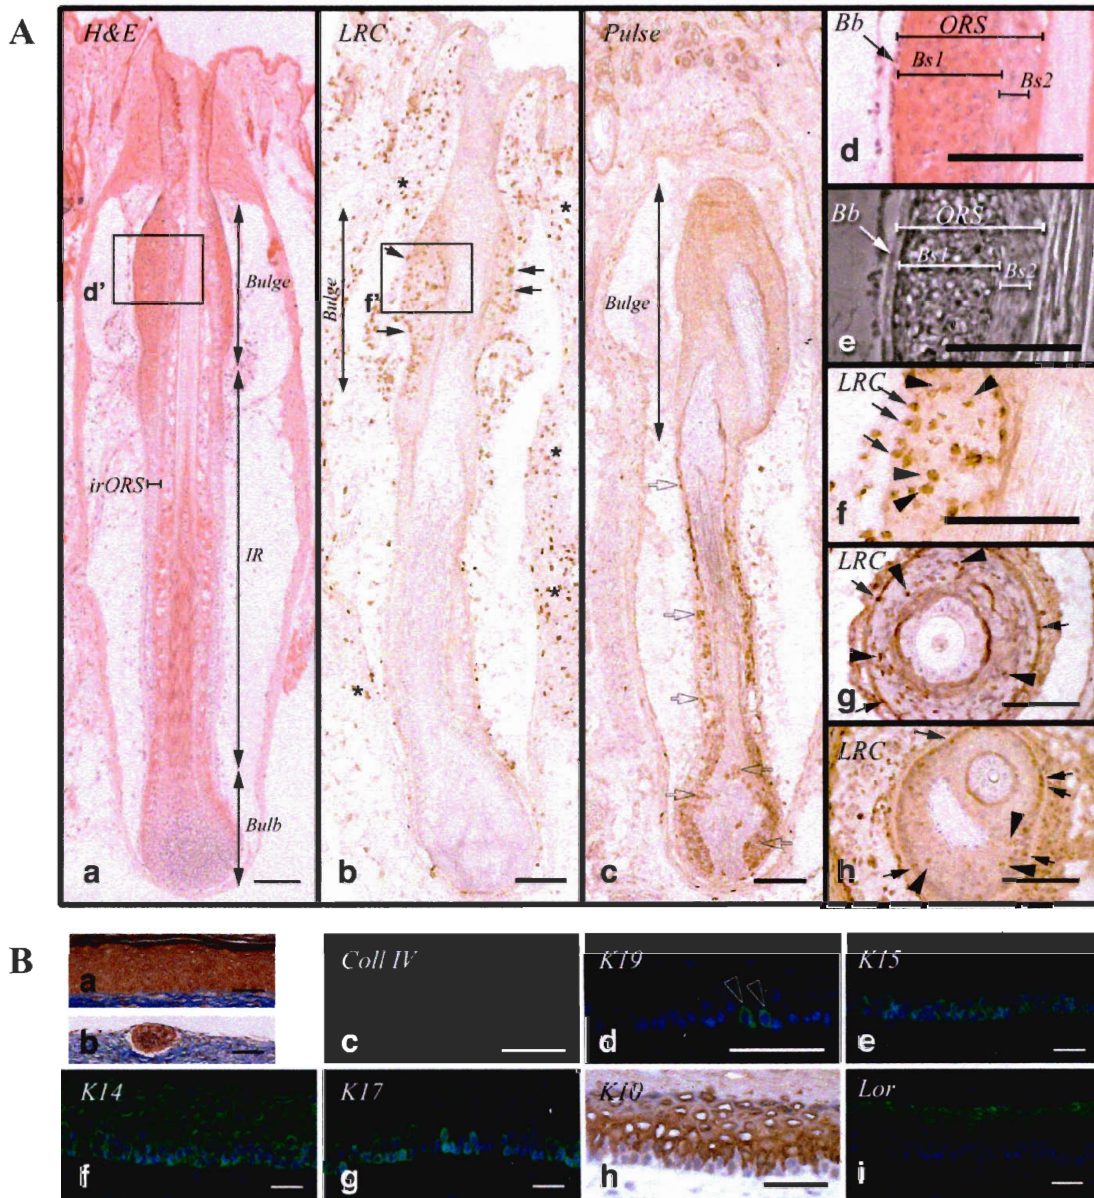 A
H&E
LRC
Pulse
Bb
ORS
Bs1
Bs2
d
d'
Bulge
Bulge
f'
Bulge
Bb
ORS
Bs1
Bs2
e
*
*
*
*
*
irORS
IR
LRC
f
LRC
g
LRC
h
Bulb
a
b
c
B
a
b
Coll IV
c
K19
d
K15
e
K14
f
K17
g
K10
h
Lor
i